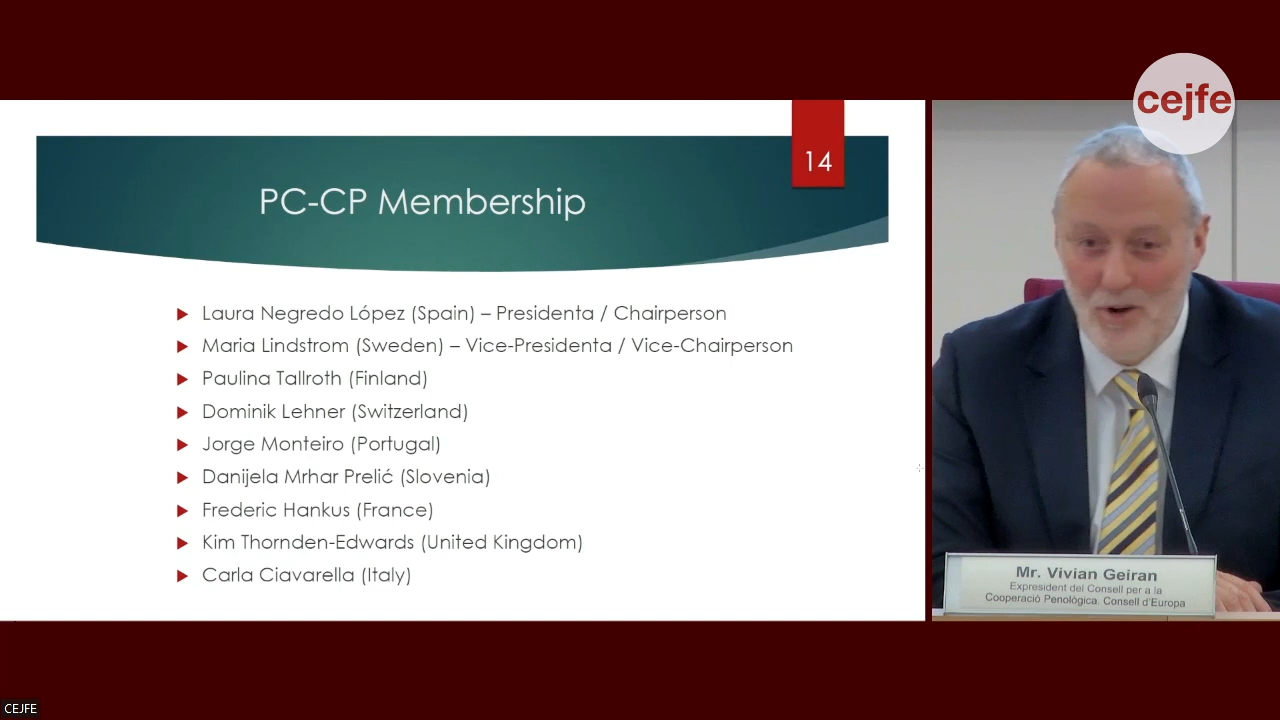 cejfe
14
PC-CP Membership
Laura Negredo López (Spain) – Presidenta / Chairperson
Maria Lindstrom (Sweden) – Vice-Presidenta / Vice-Chairperson
Paulina Tallroth (Finland)
Dominik Lehner (Switzerland)
Jorge Monteiro (Portugal)
Danijela Mrhar Prelić (Slovenia)
Frederic Hankus (France)
Kim Thornden-Edwards (United Kingdom)
Carla Ciavarella (Italy)
Mr. Vivian Geiran
Expresident del Consell per a la
Cooperació Penològica. Consell d'Europa
CEJFE